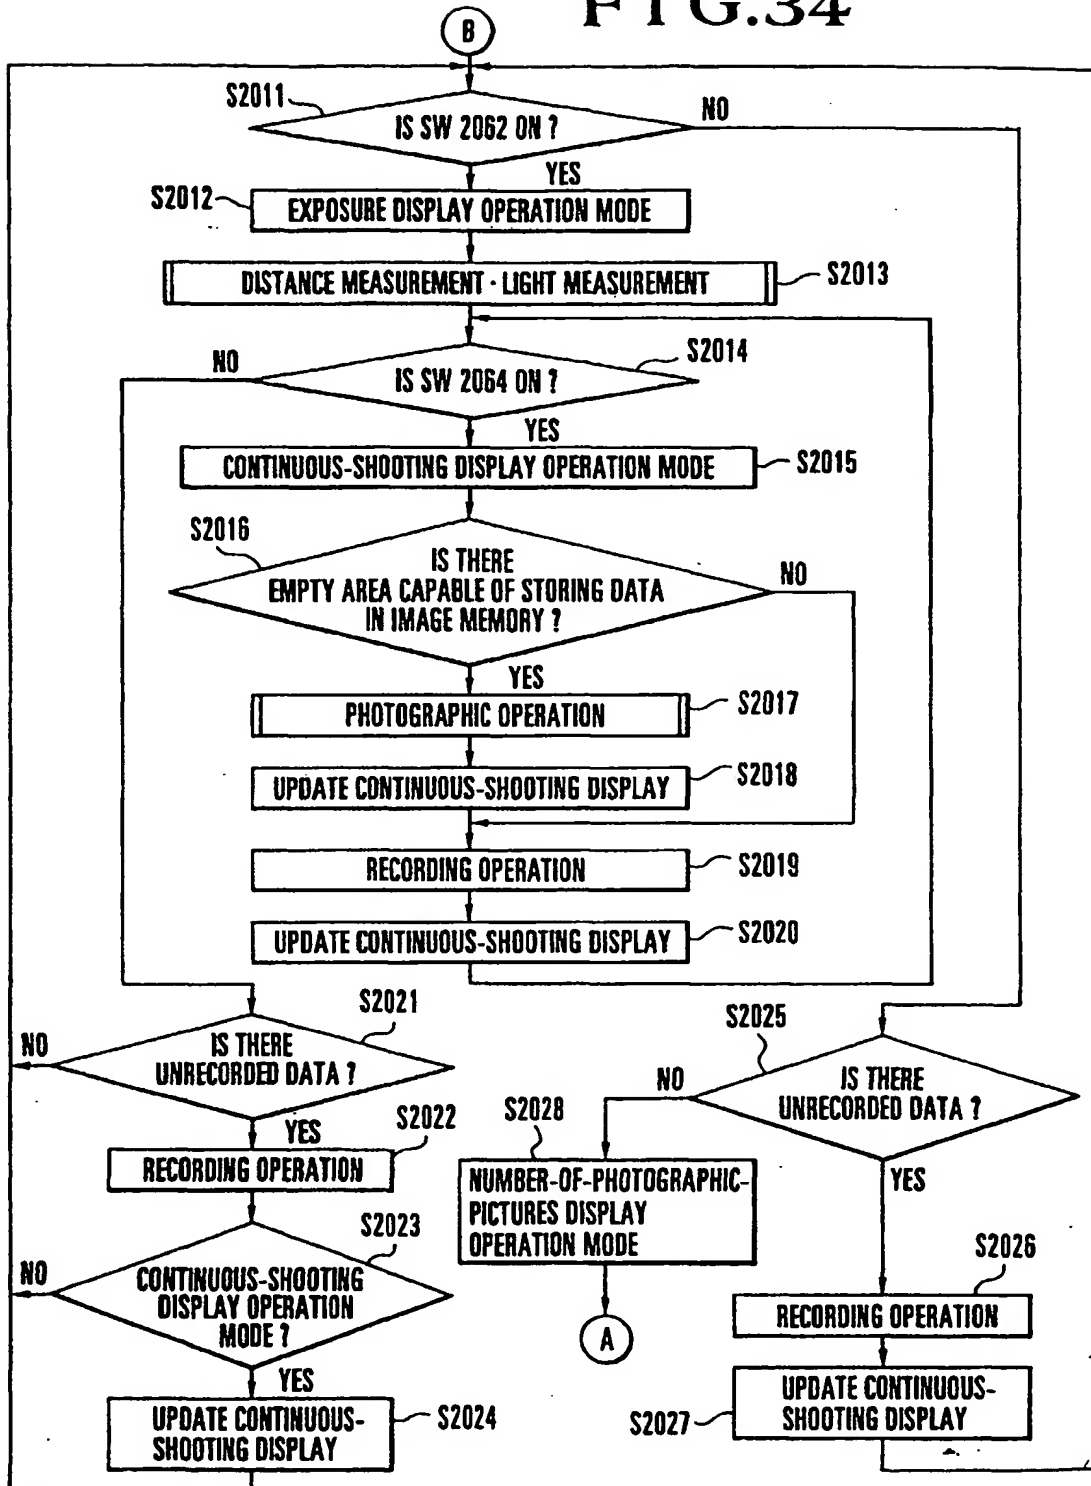 FIG.34
B
S2011
IS SW 2062 ON ?
NO
YES
S2012
EXPOSURE DISPLAY OPERATION MODE
DISTANCE MEASUREMENT · LIGHT MEASUREMENT
S2013
NO
S2014
IS SW 2064 ON ?
YES
CONTINUOUS-SHOOTING DISPLAY OPERATION MODE
S2015
S2016
IS THERE
EMPTY AREA CAPABLE OF STORING DATA
IN IMAGE MEMORY ?
NO
YES
PHOTOGRAPHIC OPERATION
S2017
UPDATE CONTINUOUS-SHOOTING DISPLAY
S2018
RECORDING OPERATION
S2019
UPDATE CONTINUOUS-SHOOTING DISPLAY
S2020
S2021
IS THERE
UNRECORDED DATA ?
NO
YES
S2022
RECORDING OPERATION
S2023
CONTINUOUS-SHOOTING
DISPLAY OPERATION
MODE ?
NO
YES
UPDATE CONTINUOUS-
SHOOTING DISPLAY
S2024
S2025
IS THERE
UNRECORDED DATA ?
NO
YES
S2028
NUMBER-OF-PHOTOGRAPHIC-
PICTURES DISPLAY
OPERATION MODE
A
S2026
RECORDING OPERATION
UPDATE CONTINUOUS-
SHOOTING DISPLAY
S2027